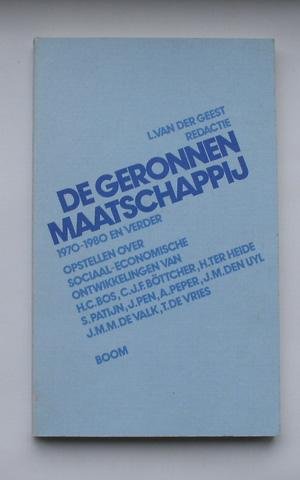 L. VAN DER GEEST
REDACTIE
DE GERONNEN
MAATSCHAPPIJ
1970-1980 EN VERDER
OPSTELLEN OVER
SOCIAAL-ECONOMISCHE
ONTWIKKELINGEN VAN
H.C. BOS, C.J.F. BÖTTCHER, H. TER HEIDE
S. PATIJN, J. PEN, A. PEPER, J.M. DEN UYL
J.M.M. DE VALK, T. DE VRIES
BOOM